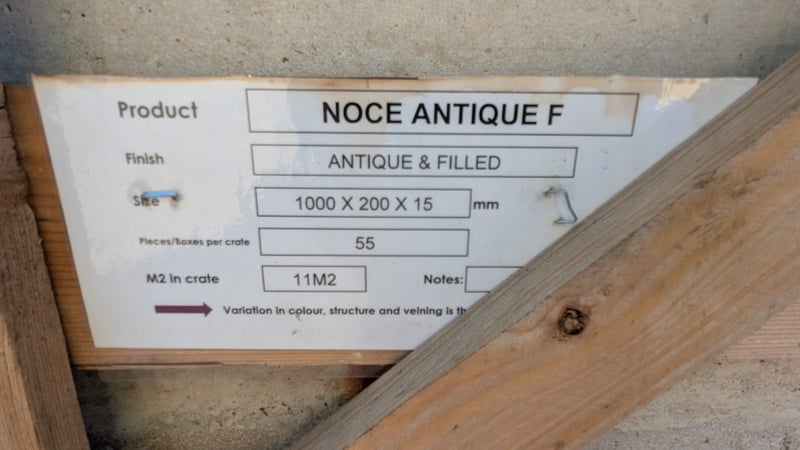 Product NOCE ANTIQUE F
Finish ANTIQUE & FILLED
Size 1000 X 200 X 15 mm
Pieces/Boxes per crate 55
M2 in crate 11M2 Notes:
Variation in colour, structure and veining is